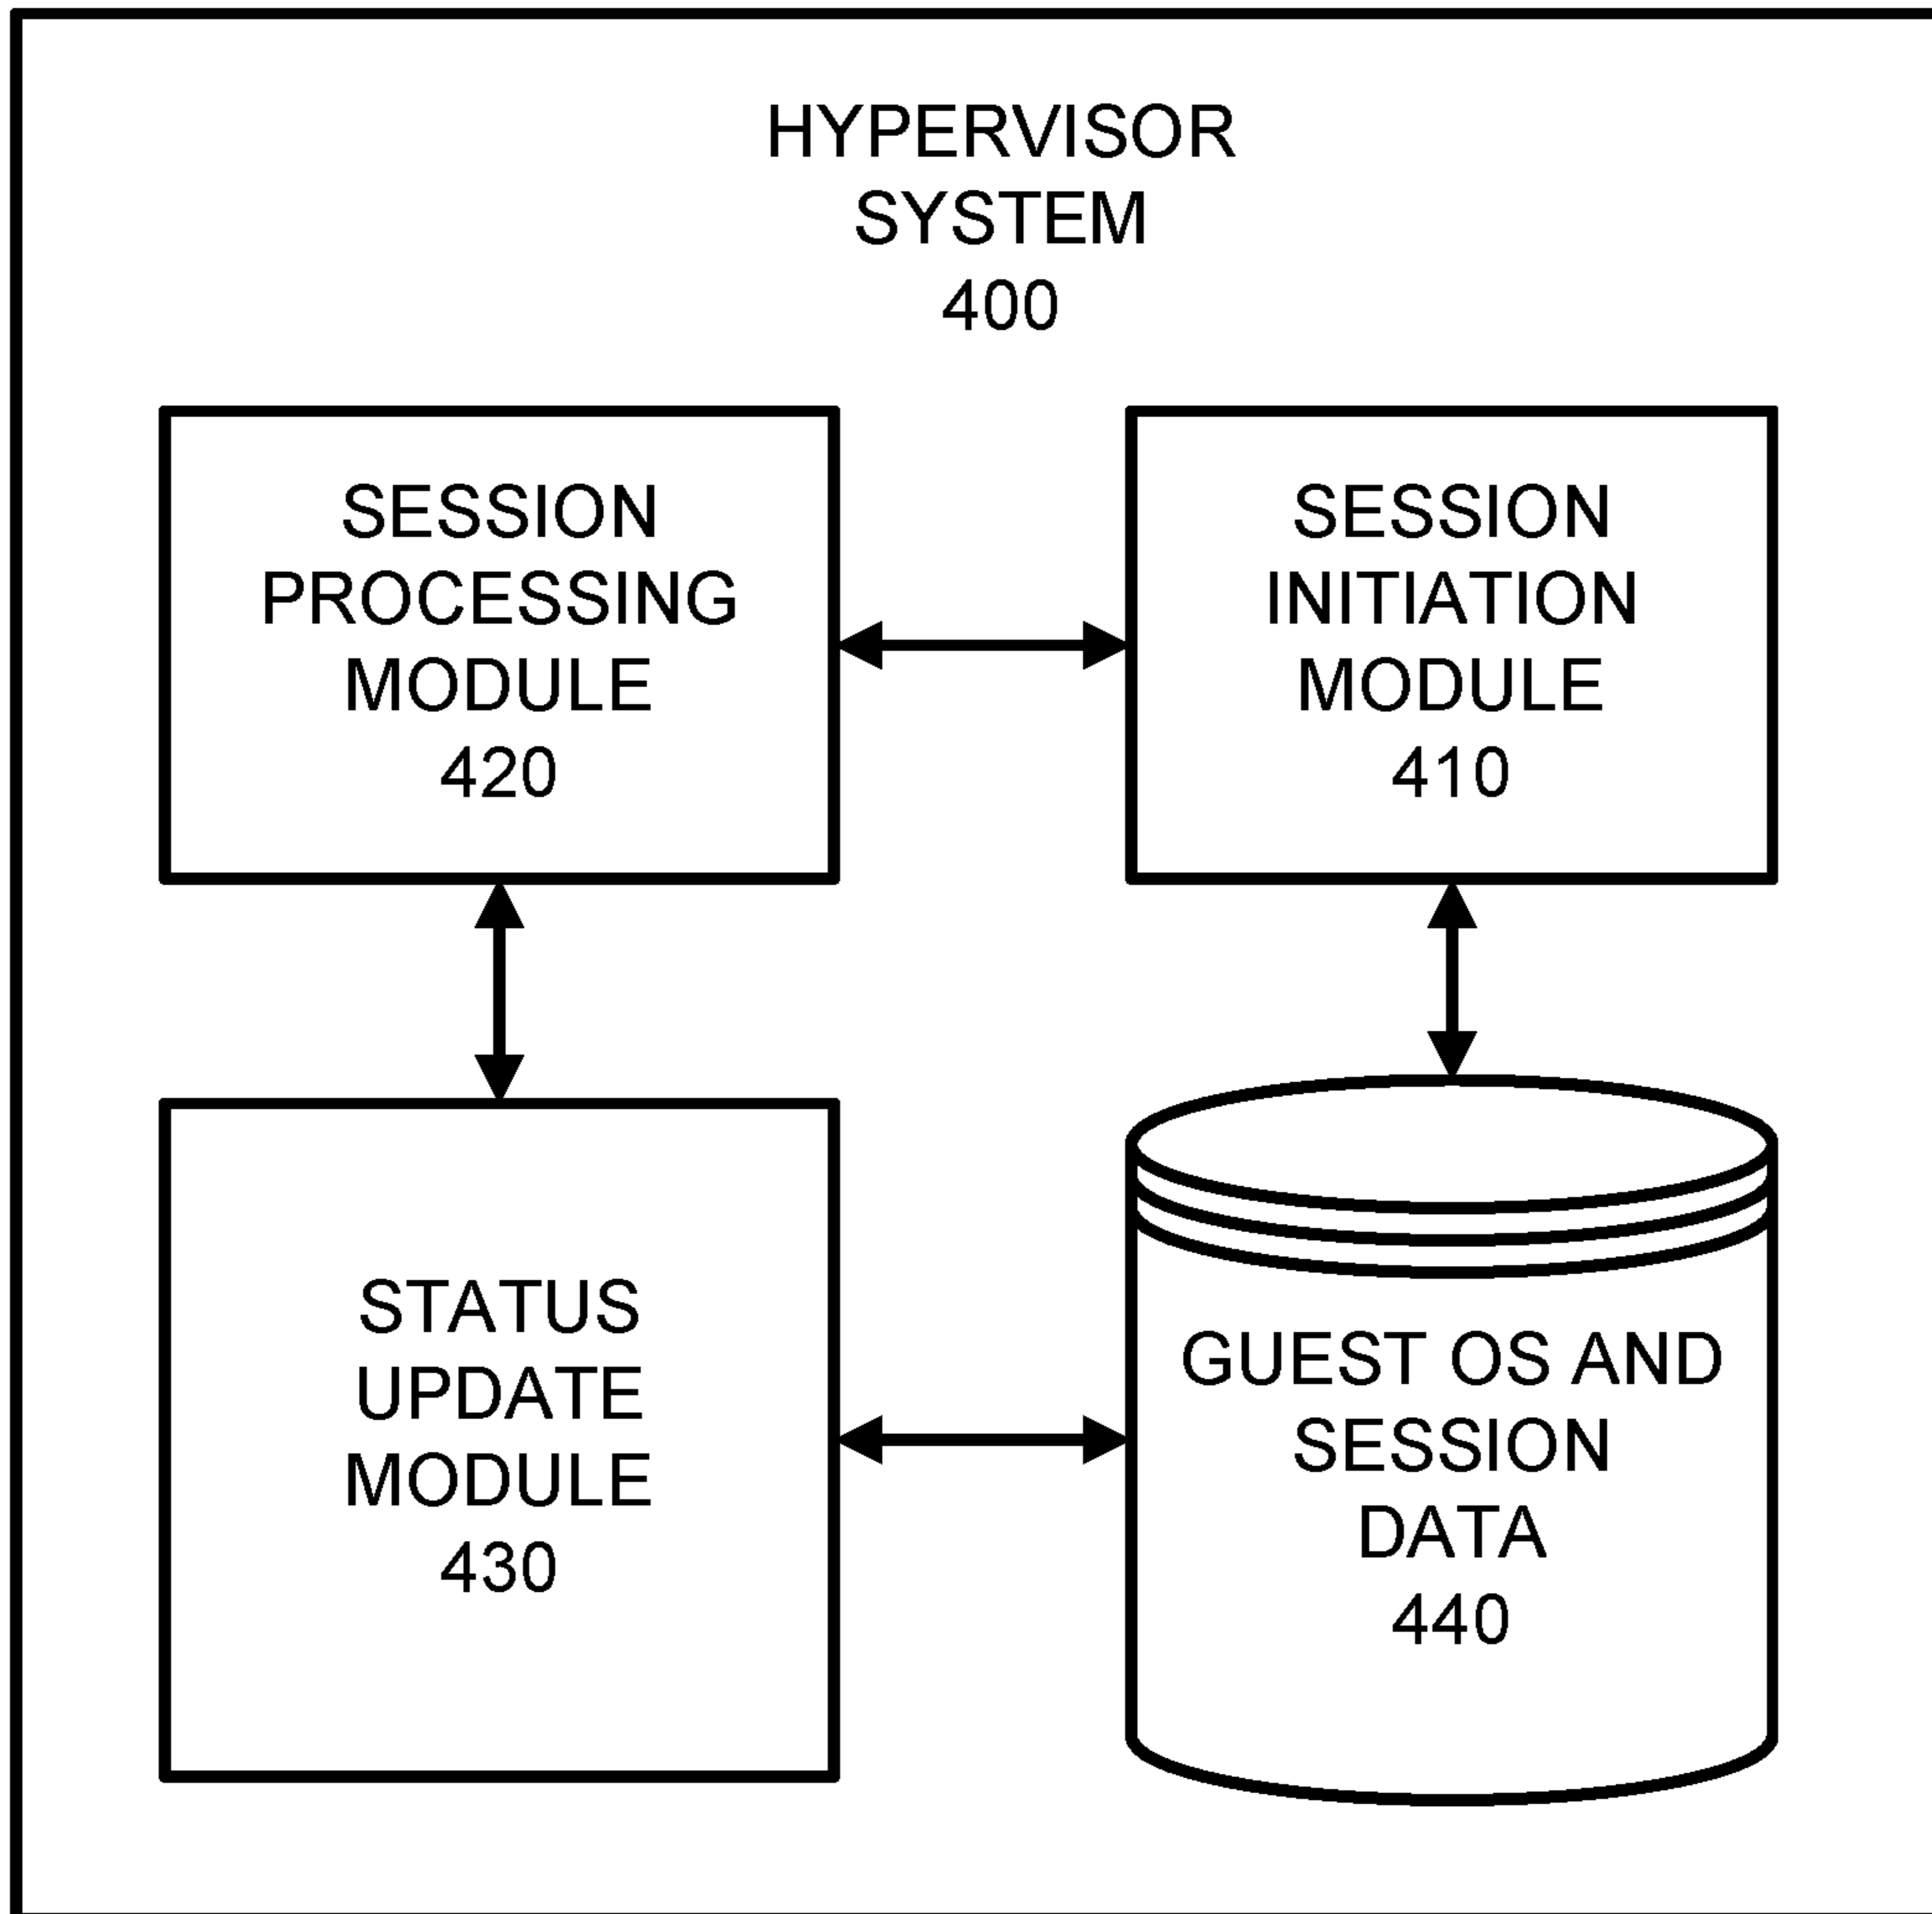 HYPERVISOR
SYSTEM
400
SESSION
PROCESSING
MODULE
420
SESSION
INITIATION
MODULE
410
STATUS
UPDATE
MODULE
430
GUEST OS AND
SESSION
DATA
440